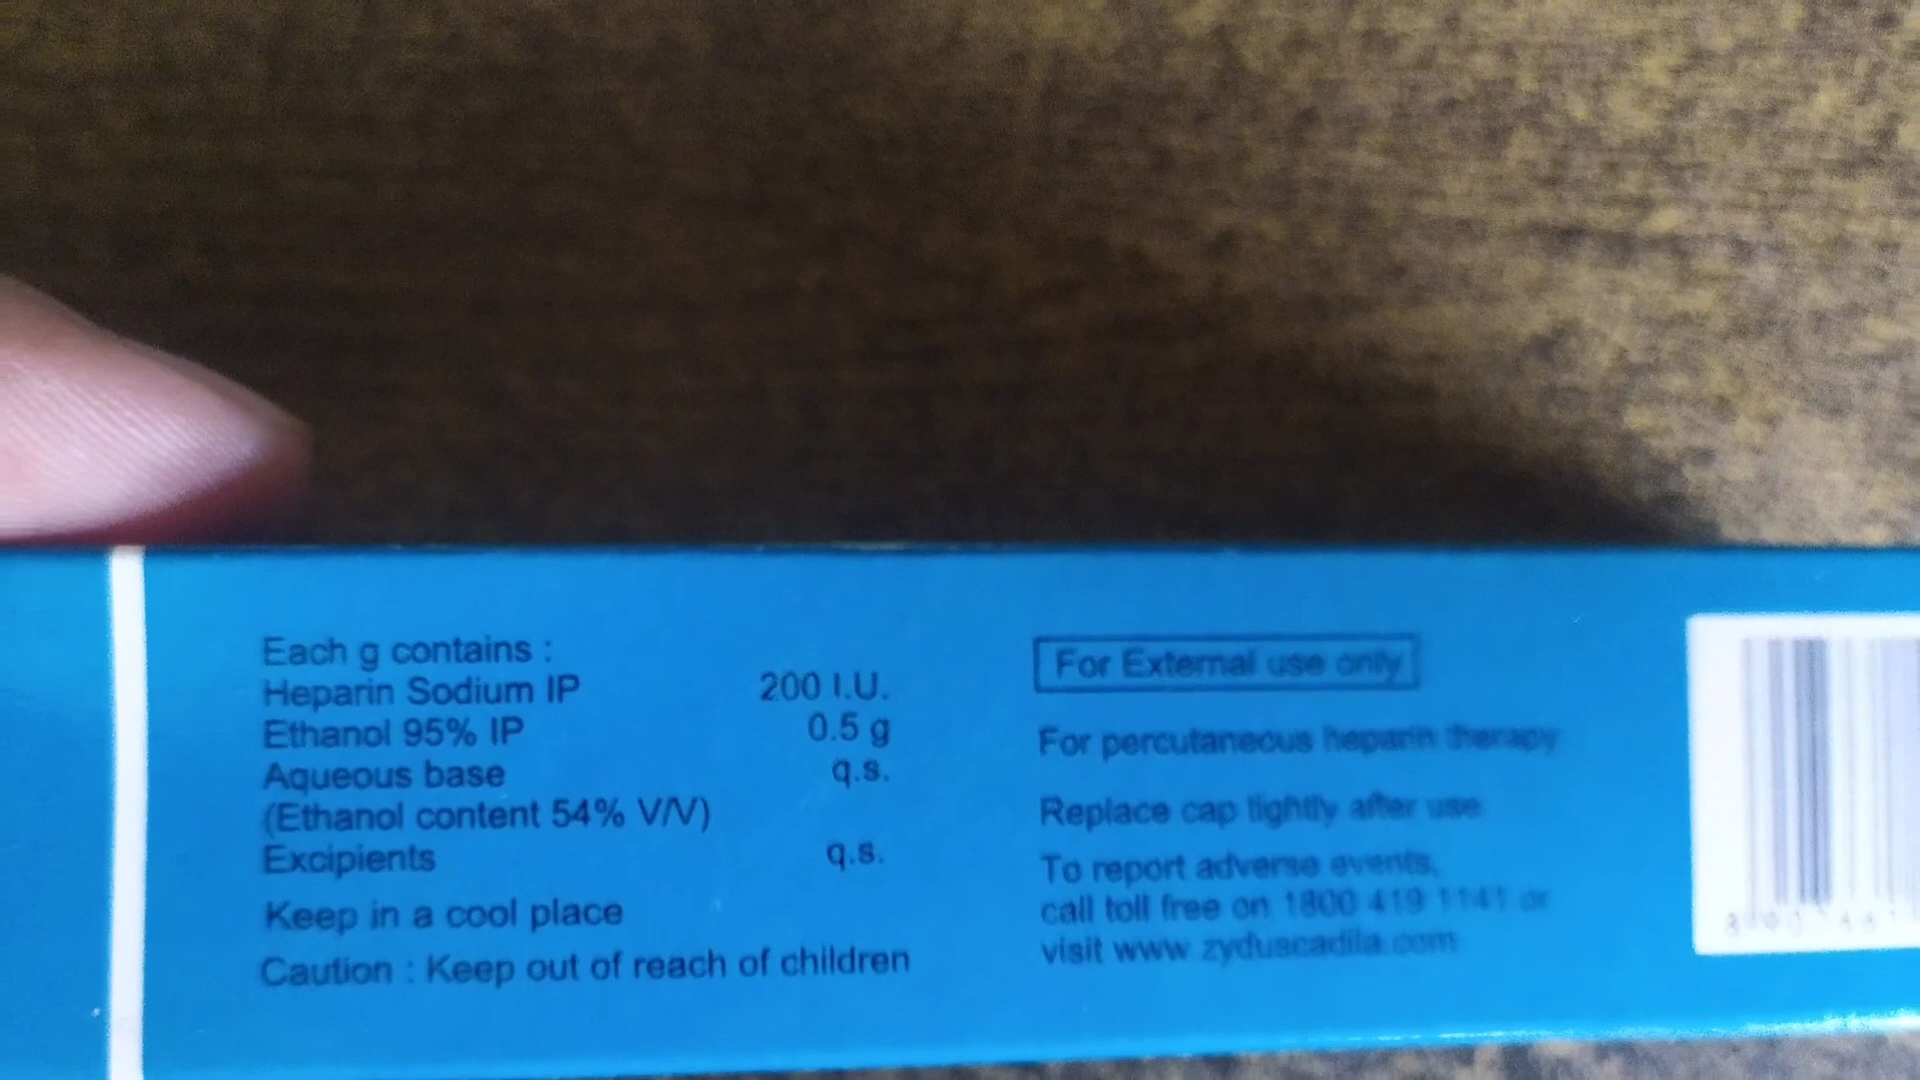 Each g contains :
Heparin Sodium IP 200 I.U.
Ethanol 95% IP 0.5 g
Aqueous base q.s.
(Ethanol content 54% V/V)
Excipients q.s.
Keep in a cool place
Caution : Keep out of reach of children
For External use only
For percutaneous heparin therapy
Replace cap tightly after use
To report adverse events,
call toll free on 1800 419 1141 or
visit www.zyduscadila.com